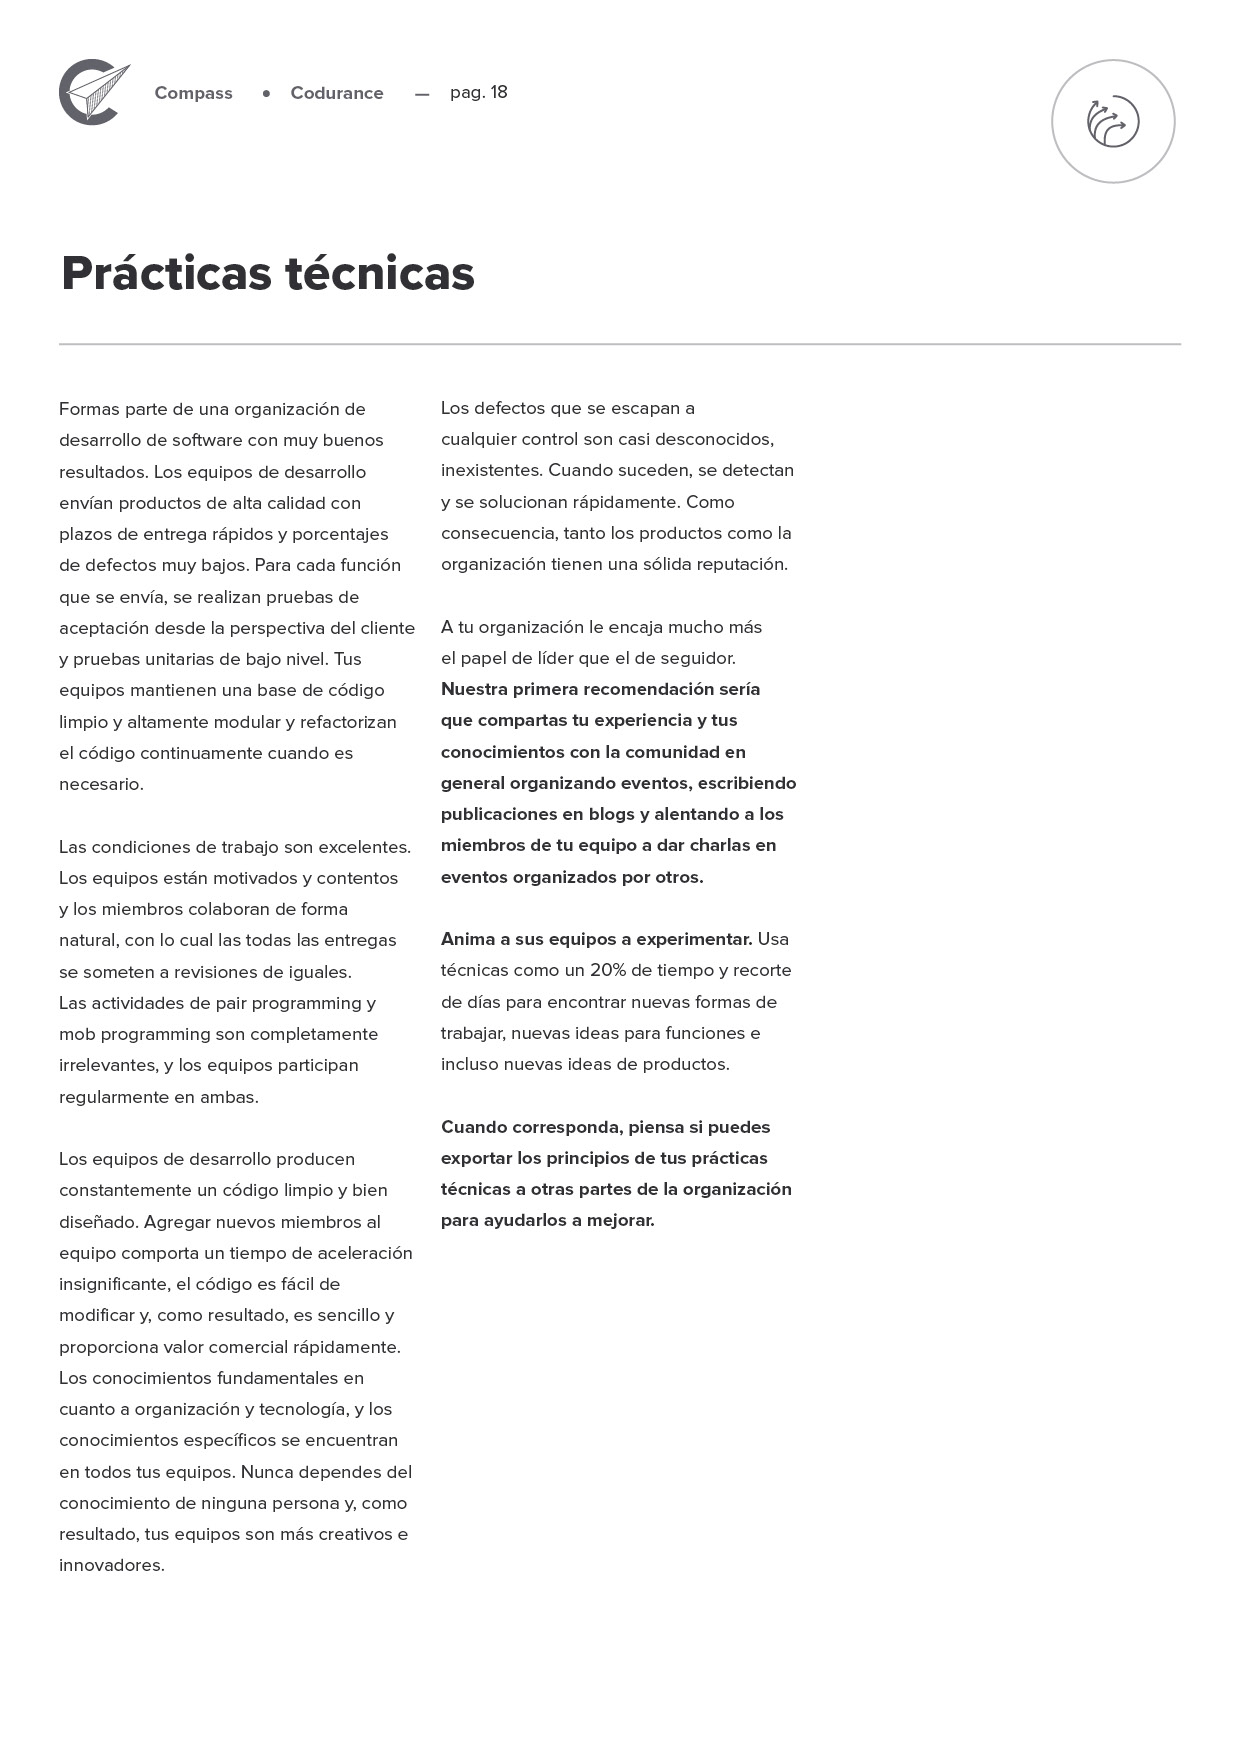 Compass • Codurance — pag. 18
Prácticas técnicas
Formas parte de una organización de
desarrollo de software con muy buenos
resultados. Los equipos de desarrollo
envían productos de alta calidad con
plazos de entrega rápidos y porcentajes
de defectos muy bajos. Para cada función
que se envía, se realizan pruebas de
aceptación desde la perspectiva del cliente
y pruebas unitarias de bajo nivel. Tus
equipos mantienen una base de código
limpio y altamente modular y refactorizan
el código continuamente cuando es
necesario.
Las condiciones de trabajo son excelentes.
Los equipos están motivados y contentos
y los miembros colaboran de forma
natural, con lo cual las todas las entregas
se someten a revisiones de iguales.
Las actividades de pair programming y
mob programming son completamente
irrelevantes, y los equipos participan
regularmente en ambas.
Los equipos de desarrollo producen
constantemente un código limpio y bien
diseñado. Agregar nuevos miembros al
equipo comporta un tiempo de aceleración
insignificante, el código es fácil de
modificar y, como resultado, es sencillo y
proporciona valor comercial rápidamente.
Los conocimientos fundamentales en
cuanto a organización y tecnología, y los
conocimientos específicos se encuentran
en todos tus equipos. Nunca dependes del
conocimiento de ninguna persona y, como
resultado, tus equipos son más creativos e
innovadores.
Los defectos que se escapan a
cualquier control son casi desconocidos,
inexistentes. Cuando suceden, se detectan
y se solucionan rápidamente. Como
consecuencia, tanto los productos como la
organización tienen una sólida reputación.
A tu organización le encaja mucho más
el papel de líder que el de seguidor.
Nuestra primera recomendación sería
que compartas tu experiencia y tus
conocimientos con la comunidad en
general organizando eventos, escribiendo
publicaciones en blogs y alentando a los
miembros de tu equipo a dar charlas en
eventos organizados por otros.
Anima a sus equipos a experimentar. Usa
técnicas como un 20% de tiempo y recorte
de días para encontrar nuevas formas de
trabajar, nuevas ideas para funciones e
incluso nuevas ideas de productos.
Cuando corresponda, piensa si puedes
exportar los principios de tus prácticas
técnicas a otras partes de la organización
para ayudarlos a mejorar.